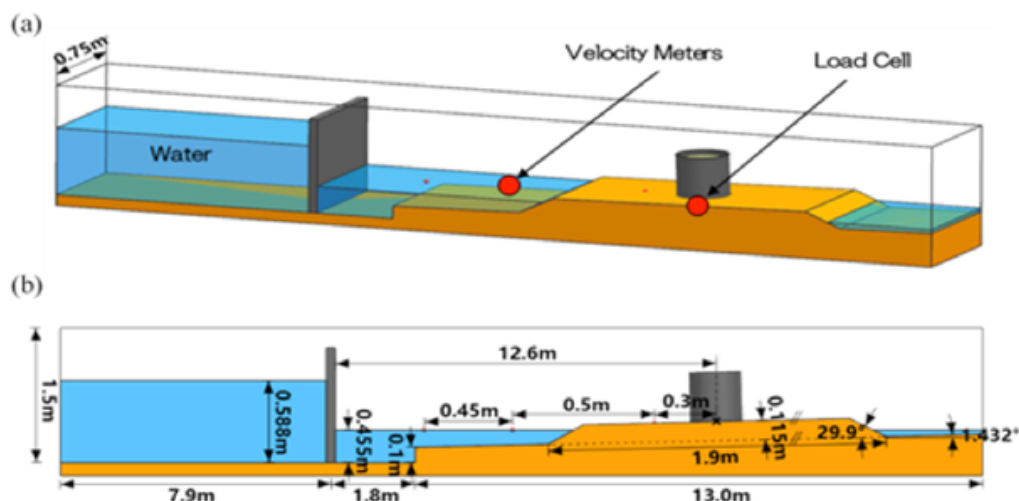 (a)
0.75m
Velocity Meters
Load Cell
Water
(b)
12.6m
1.5m
0.588m
0.455m
0.45m
0.5m
0.3m
0.115m
0.1m
29.9°
1.432°
1.9m
7.9m
1.8m
13.0m